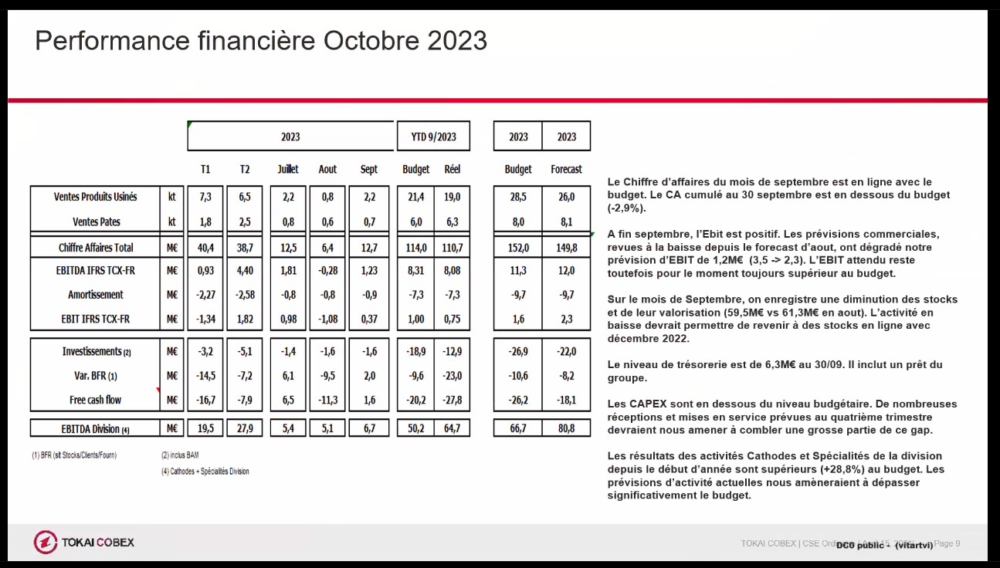 Performance financière Octobre 2023
2023 YTD 9/2023 2023 2023
T1 T2 Juillet Aout Sept Budget Réel Budget Forecast
Ventes Produits Usinés kt 7,3 6,5 2,2 0,8 2,2 21,4 19,0 28,5 26,0
Ventes Pates kt 1,8 2,5 0,8 0,6 0,7 6,0 6,3 8,0 8,1
Chiffre Affaires Total M€ 40,4 38,7 12,5 6,4 12,7 114,0 110,7 152,0 149,8
EBITDA IFRS TCX-FR M€ 0,93 4,40 1,81 -0,28 1,23 8,31 8,08 11,3 12,0
Amortissement M€ -2,27 -2,58 -0,8 -0,8 -0,9 -7,3 -7,3 -9,7 -9,7
EBIT IFRS TCX-FR M€ -1,34 1,82 0,98 -1,08 0,37 1,00 0,75 1,6 2,3
Investissements (2) M€ -3,2 -5,1 -1,4 -1,6 -1,6 -18,9 -12,9 -26,9 -22,0
Var. BFR (1) M€ -14,5 -7,2 6,1 -9,5 2,0 -9,6 -23,0 -10,6 -8,2
Free cash flow M€ -16,7 -7,9 6,5 -11,3 1,6 -20,2 -27,8 -26,2 -18,1
EBITDA Division (4) M€ 19,5 27,9 5,4 5,1 6,7 50,2 64,7 66,7 80,8
(1) BFR (slt Stocks/Clients/Fourn) (2) inclus BAM
(4) Cathodes + Spécialités Division
Le Chiffre d'affaires du mois de septembre est en ligne avec le
budget. Le CA cumulé au 30 septembre est en dessous du budget
(-2,9%).
A fin septembre, l'Ebit est positif. Les prévisions commerciales,
revues à la baisse depuis le forecast d'aout, ont dégradé notre
prévision d'EBIT de 1,2M€ (3,5 -> 2,3). L'EBIT attendu reste
toutefois pour le moment toujours supérieur au budget.
Sur le mois de Septembre, on enregistre une diminution des stocks
et de leur valorisation (59,5M€ vs 61,3M€ en aout). L'activité en
baisse devrait permettre de revenir à des stocks en ligne avec
décembre 2022.
Le niveau de trésorerie est de 6,3M€ au 30/09. Il inclut un prêt du
groupe.
Les CAPEX sont en dessous du niveau budgétaire. De nombreuses
réceptions et mises en service prévues au quatrième trimestre
devraient nous amener à combler une grosse partie de ce gap.
Les résultats des activités Cathodes et Spécialités de la division
depuis le début d'année sont supérieurs (+28,8%) au budget. Les
prévisions d'activité actuelles nous amèneraient à dépasser
significativement le budget.
TOKAI COBEX
TOKAI COBEX | CSE Page 9
DC0 public - (vitartvi)